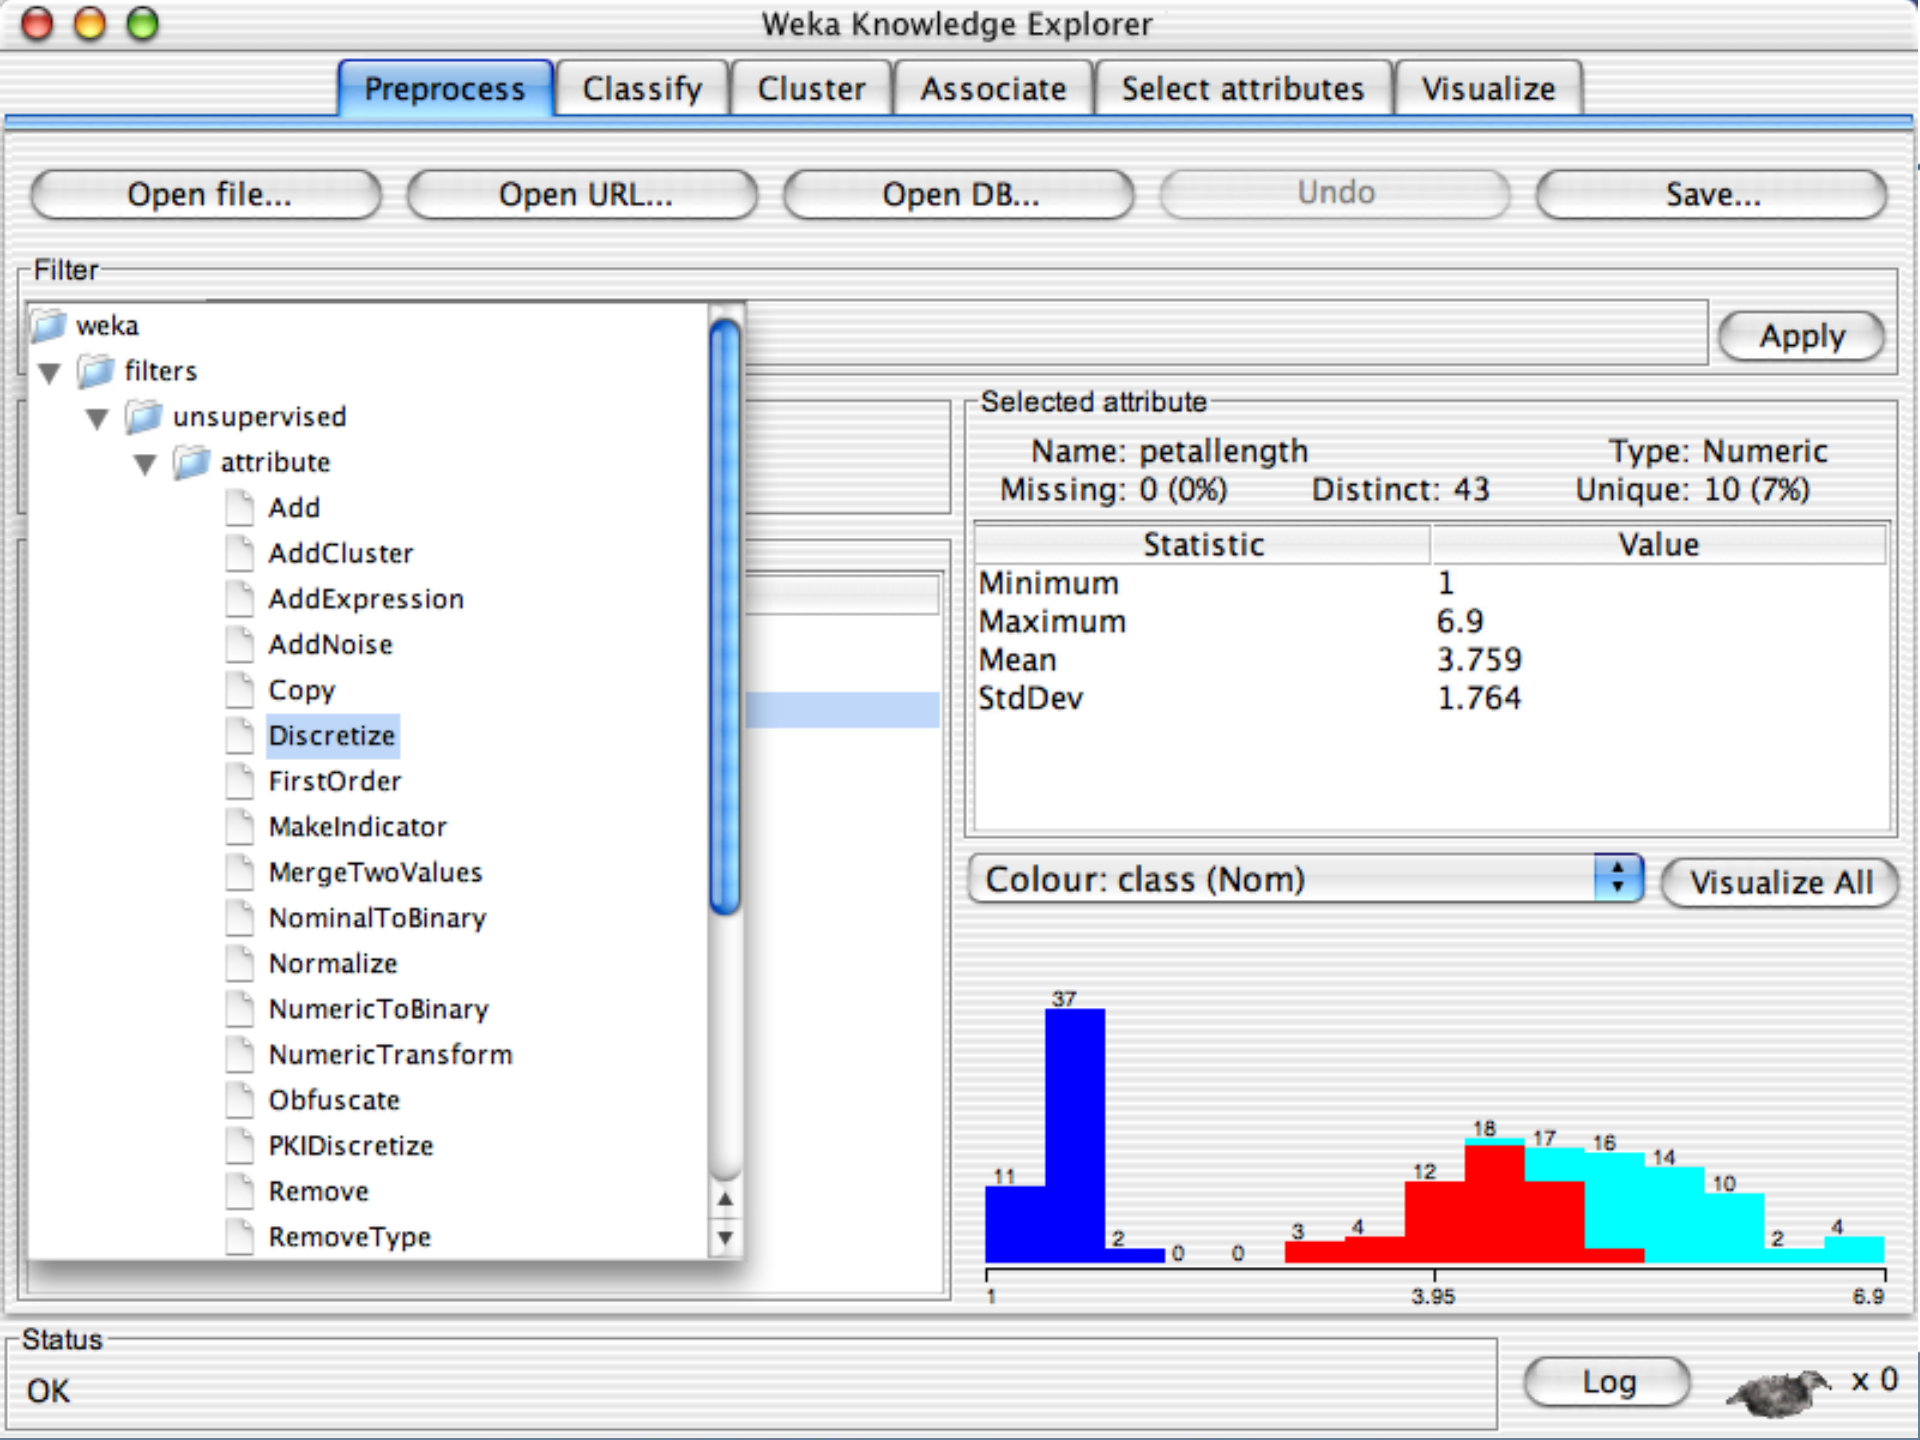 Weka Knowledge Explorer
Preprocess Classify Cluster Associate Select attributes Visualize
Open file... Open URL... Open DB... Undo Save...
Filter
weka
filters
unsupervised
attribute
Add
AddCluster
AddExpression
AddNoise
Copy
Discretize
FirstOrder
MakeIndicator
MergeTwoValues
NominalToBinary
Normalize
NumericToBinary
NumericTransform
Obfuscate
PKIDiscretize
Remove
RemoveType
Apply
Selected attribute
Name: petallength Type: Numeric
Missing: 0 (0%) Distinct: 43 Unique: 10 (7%)
Statistic Value
Minimum 1
Maximum 6.9
Mean 3.759
StdDev 1.764
Colour: class (Nom) Visualize All
11 37 2 0 0 3 4 12 18 17 16 14 10 2 4
1 3.95 6.9
Status
OK
Log x 0